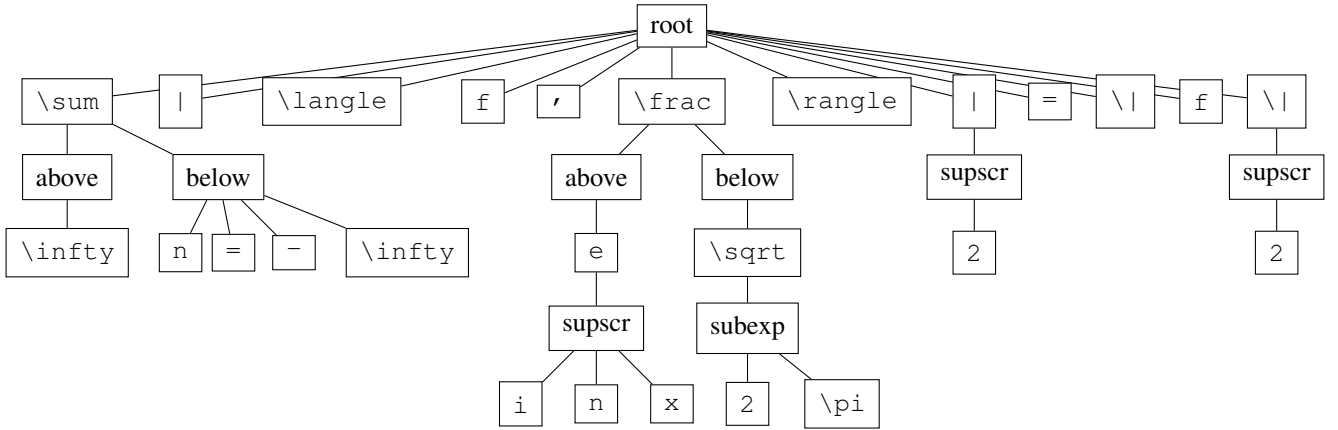 root
\sum | \langle f , \frac \rangle | = \| f \|
above below above below supscr supscr
\infty n = - \infty e \sqrt 2 2
supscr subexp
i n x 2 \pi